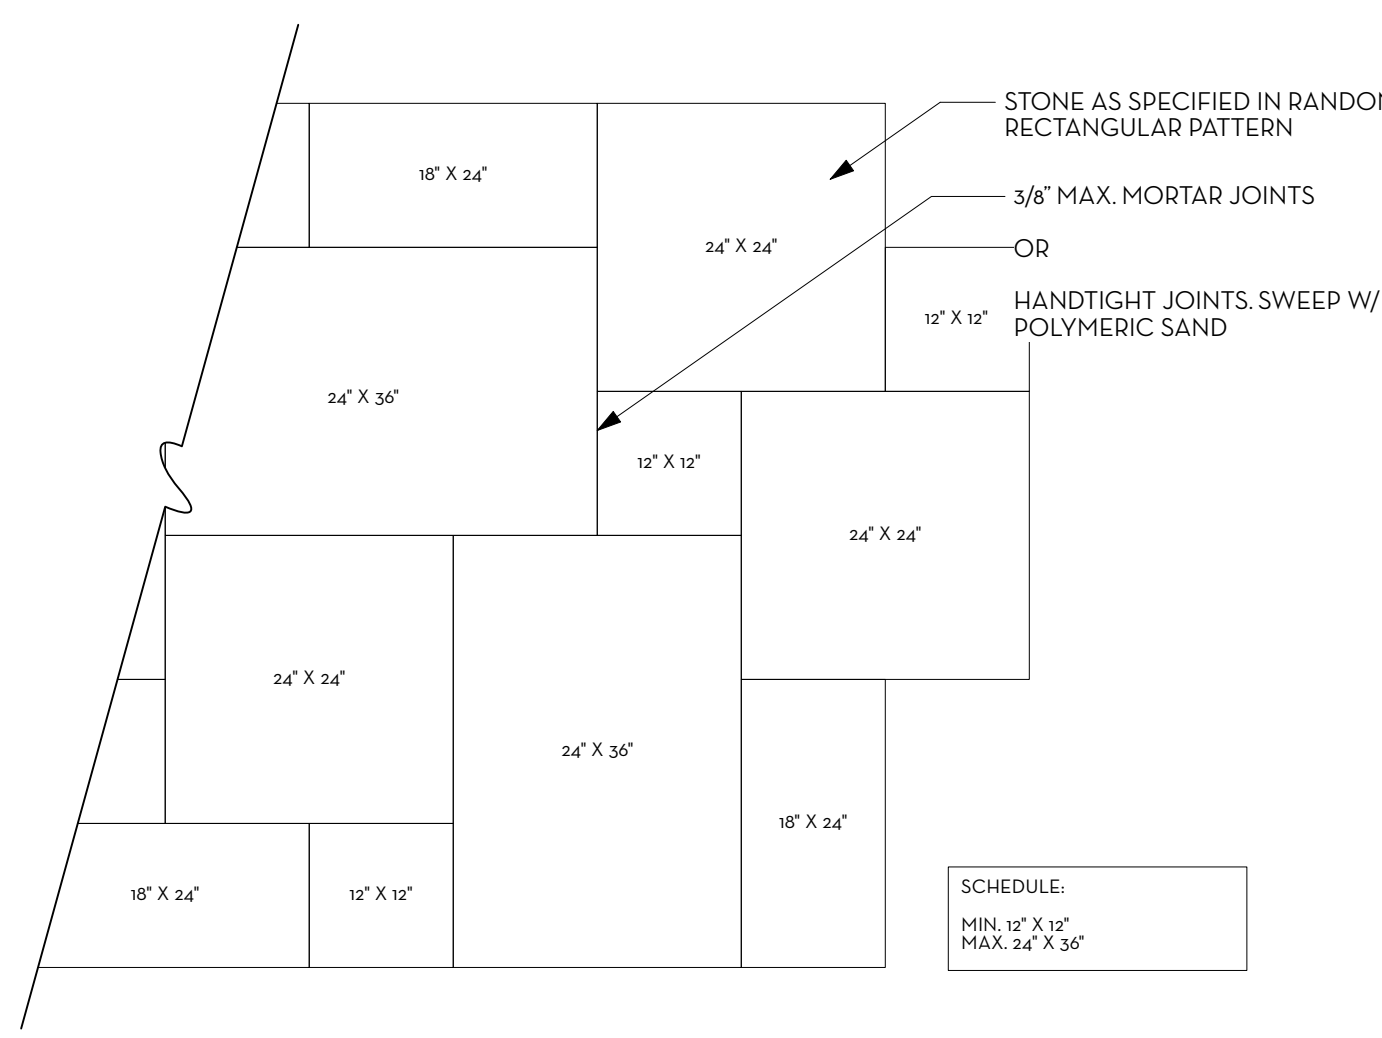 STONE AS SPECIFIED IN
RECTANGULAR PATTERN
18" X 24"
3/8" MAX. MORTAR JOINTS
24" X 24"
OR
HANDTIGHT JOINTS. SWEEP W/
POLYMERIC SAND
12" X 12"
24" X 36"
12" X 12"
24" X 24"
24" X 24"
24" X 36"
18" X 24"
18" X 24"
12" X 12"
SCHEDULE:
MIN. 12" X 12"
MAX. 24" X 36"